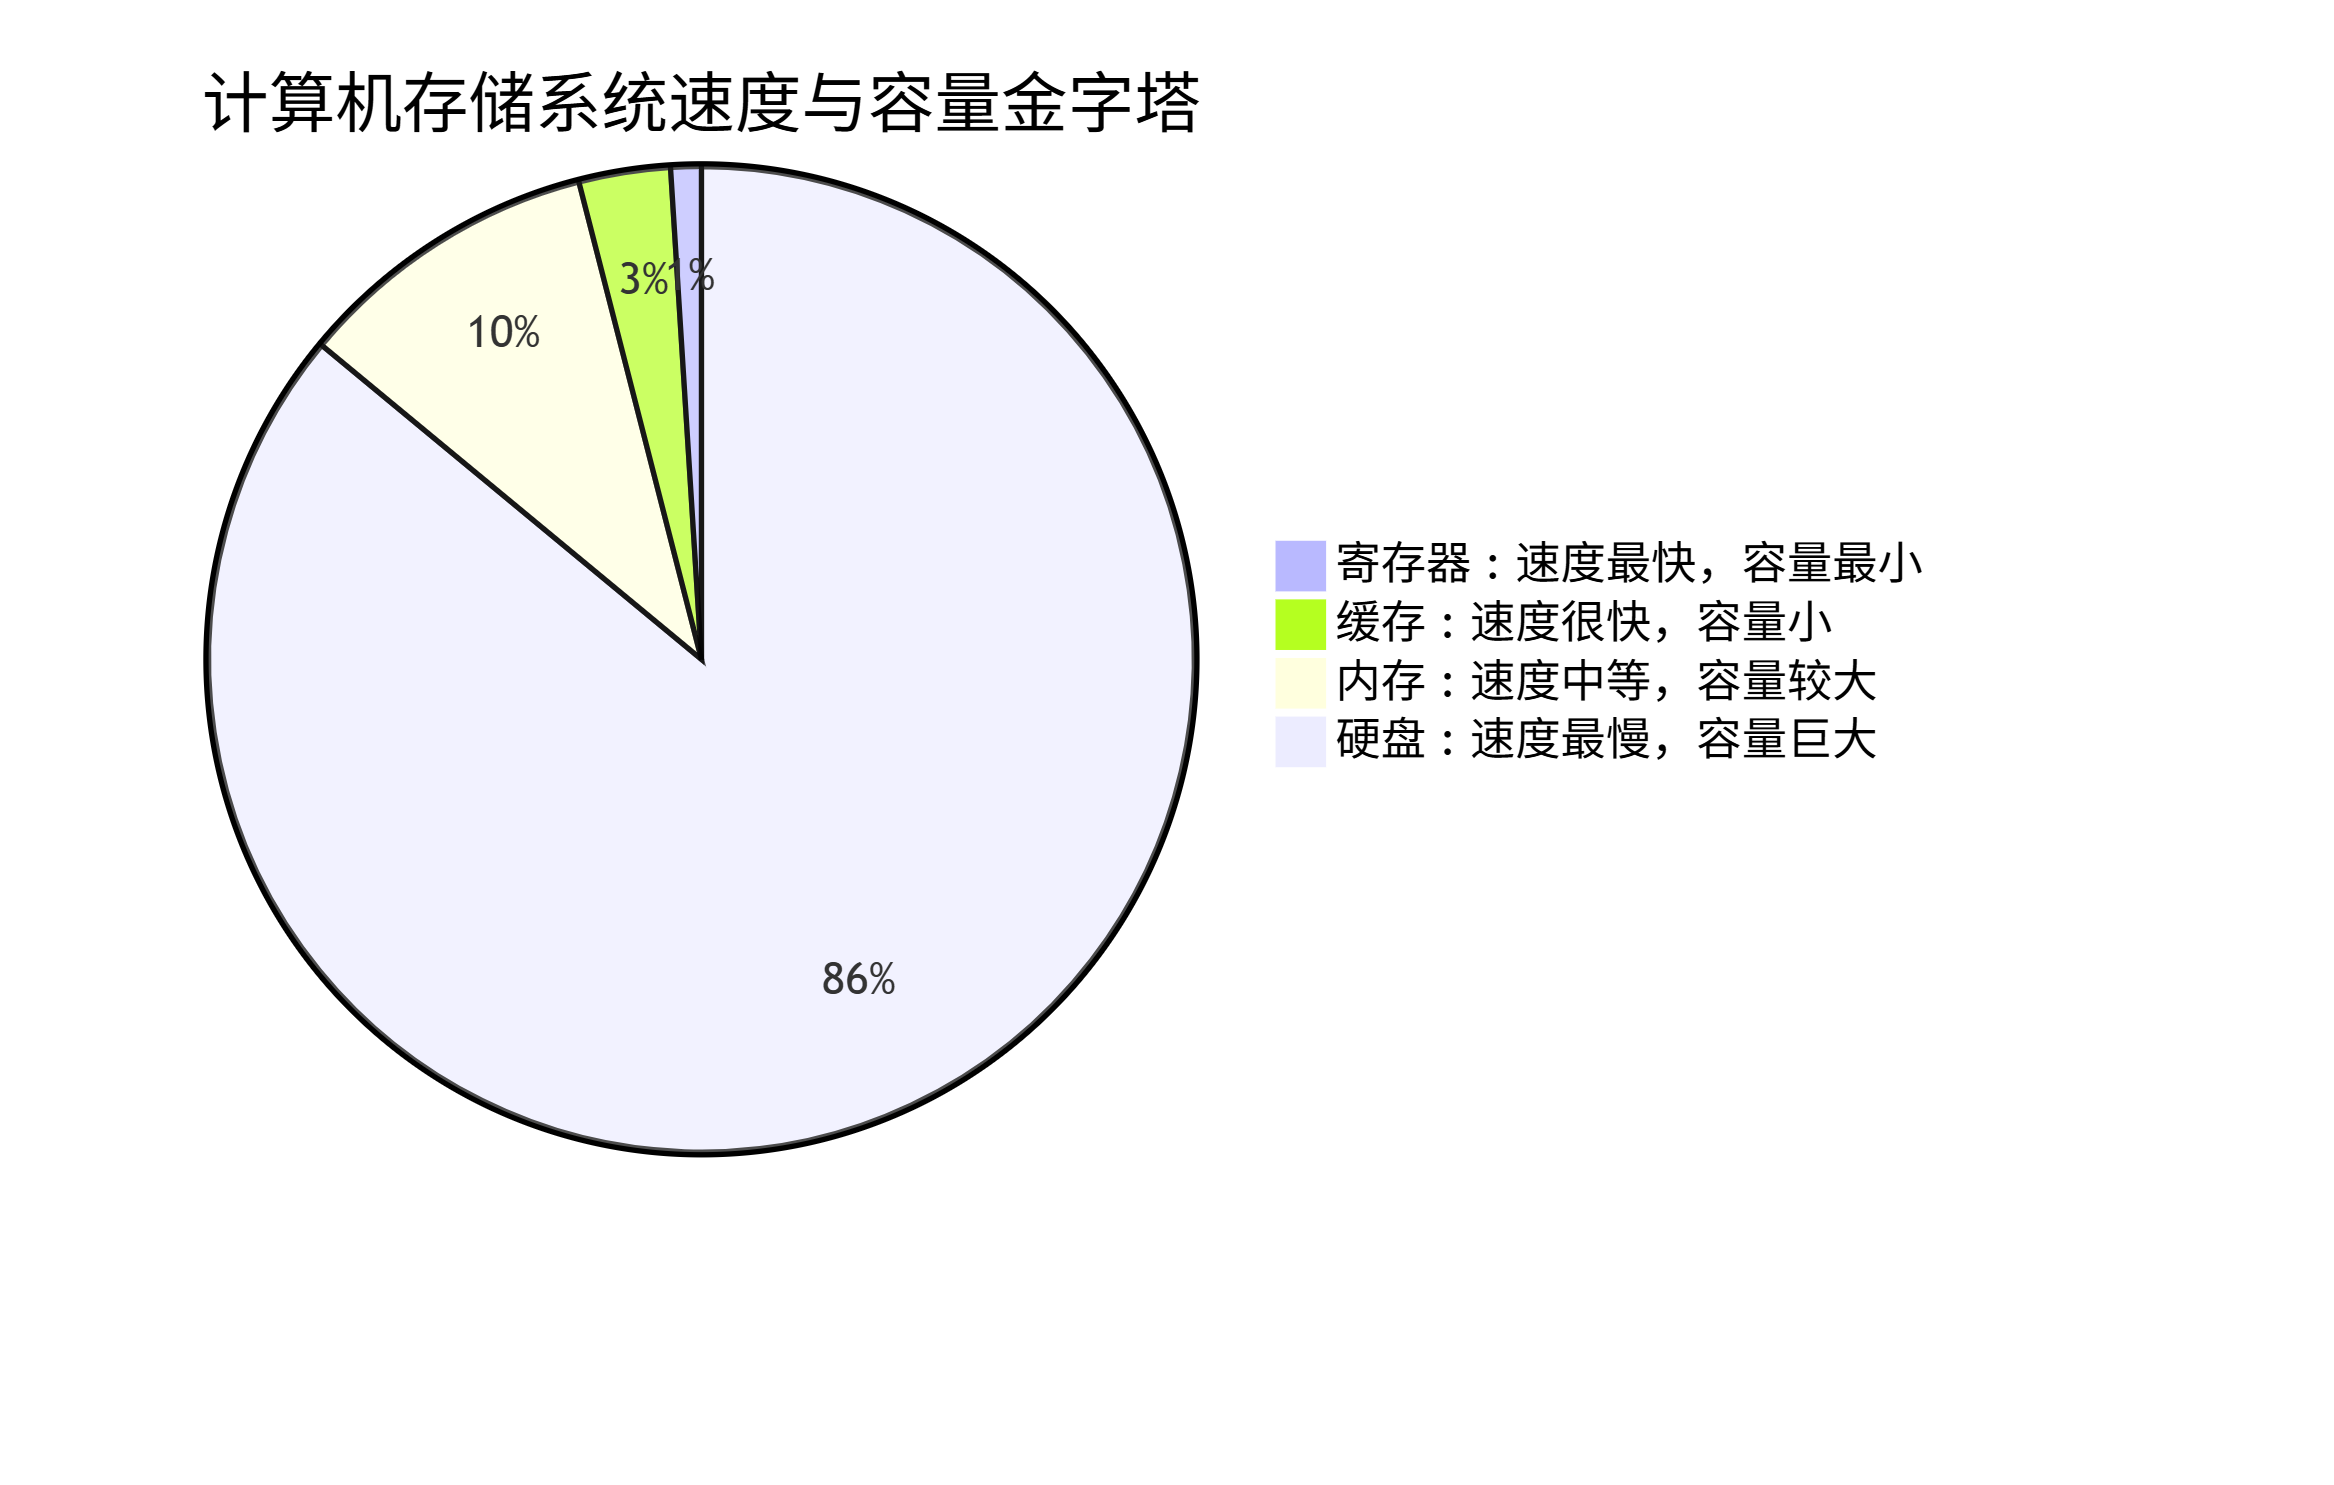 计算机存储系统速度与容量金字塔
3%
1%
10%
86%
寄存器：速度最快，容量最小
缓存：速度很快，容量小
内存：速度中等，容量较大
硬盘：速度最慢，容量巨大